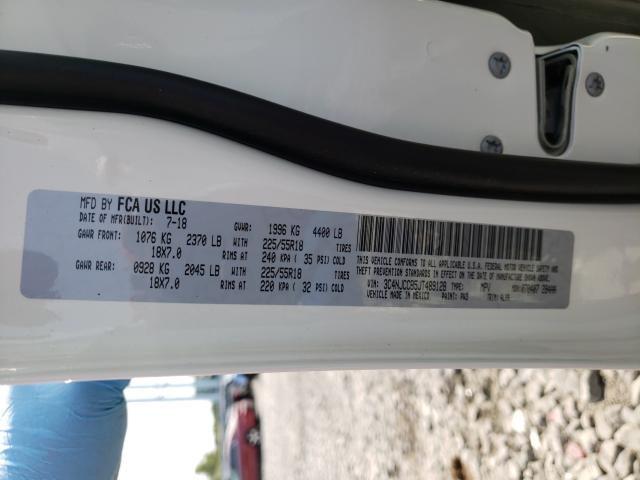 MFD BY FCA US LLC
DATE OF MFR(BUILT): 7-18 GVWR: 1996 KG 4400 LB
GAWR FRONT: 1076 KG 2370 LB WITH 225/55R18 TIRES
18X7.0 RIMS AT 240 KPA ( 35 PSI) COLD
GAWR REAR: 0928 KG 2045 LB WITH 225/55R18 TIRES
18X7.0 RIMS AT 220 KPA ( 32 PSI) COLD
THIS VEHICLE CONFORMS TO ALL APPLICABLE U.S.A. FEDERAL MOTOR VEHICLE SAFETY AND
THEFT PREVENTION STANDARDS IN EFFECT ON THE DATE OF MANUFACTURE SHOWN ABOVE.
VIN: 3C4NJCCB5JT489128 TYPE: MPV
VEHICLE MADE IN MEXICO PAINT: PW3 TRIM: